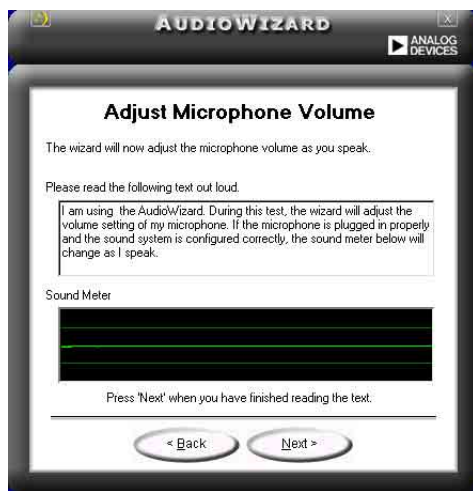 AUDIOWIZARD
X
ANALOG
DEVICES
Adjust Microphone Volume
The wizard will now adjust the microphone volume as you speak.
Please read the following text out loud.
I am using  the AudioWizard. During this test, the wizard will adjust the
volume setting of my microphone. If the microphone is plugged in properly
and the sound system is configured correctly, the sound meter below will
change as I speak.
Sound Meter
Press 'Next' when you have finished reading the text.
< Back
Next >